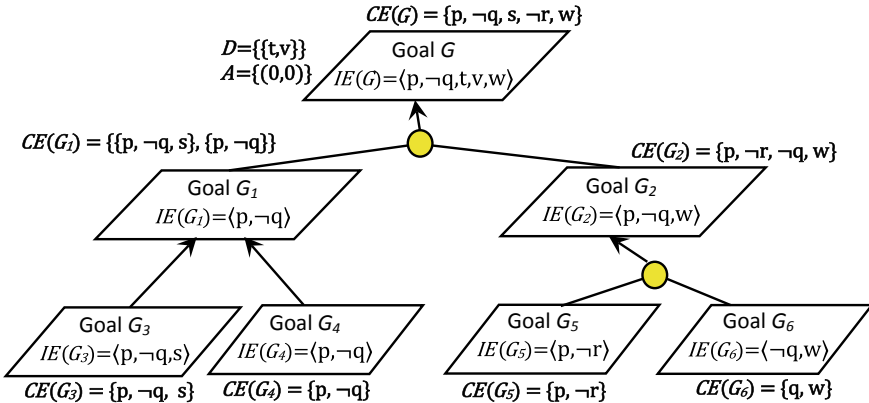 CE(G) = {p, ¬q, s, ¬r, w}
D={{t,v}}
A={(0,0)}
Goal G
IE(G)=⟨p,¬q,t,v,w⟩
CE(G1) = {{p, ¬q, s}, {p, ¬q}}
CE(G2) = {p, ¬r, ¬q, w}
Goal G1
IE(G1)=⟨p,¬q⟩
Goal G2
IE(G2)=⟨p,¬q,w⟩
Goal G3
IE(G3)=⟨p,¬q,s⟩
Goal G4
IE(G4)=⟨p,¬q⟩
Goal G5
IE(G5)=⟨p,¬r⟩
Goal G6
IE(G6)=⟨¬q,w⟩
CE(G3) = {p, ¬q, s}
CE(G4) = {p, ¬q}
CE(G5) = {p, ¬r}
CE(G6) = {q, w}